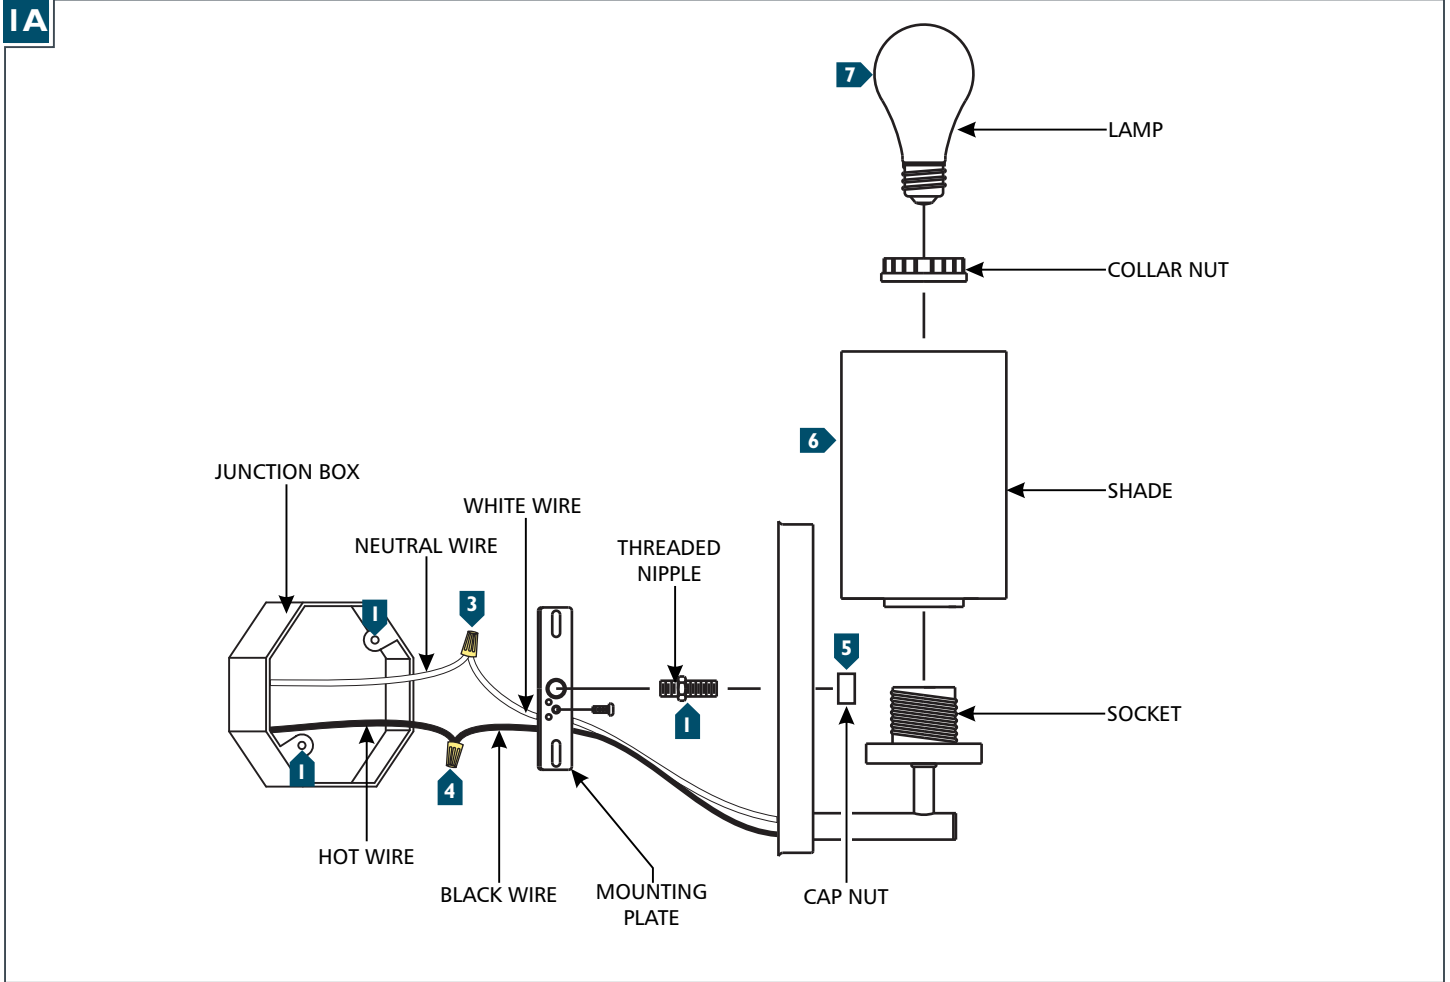 1A
7
LAMP
COLLAR NUT
6
SHADE
JUNCTION BOX
WHITE WIRE
NEUTRAL WIRE
THREADED
NIPPLE
1
3
5
1
SOCKET
1
4
HOT WIRE
BLACK WIRE
MOUNTING
PLATE
CAP NUT